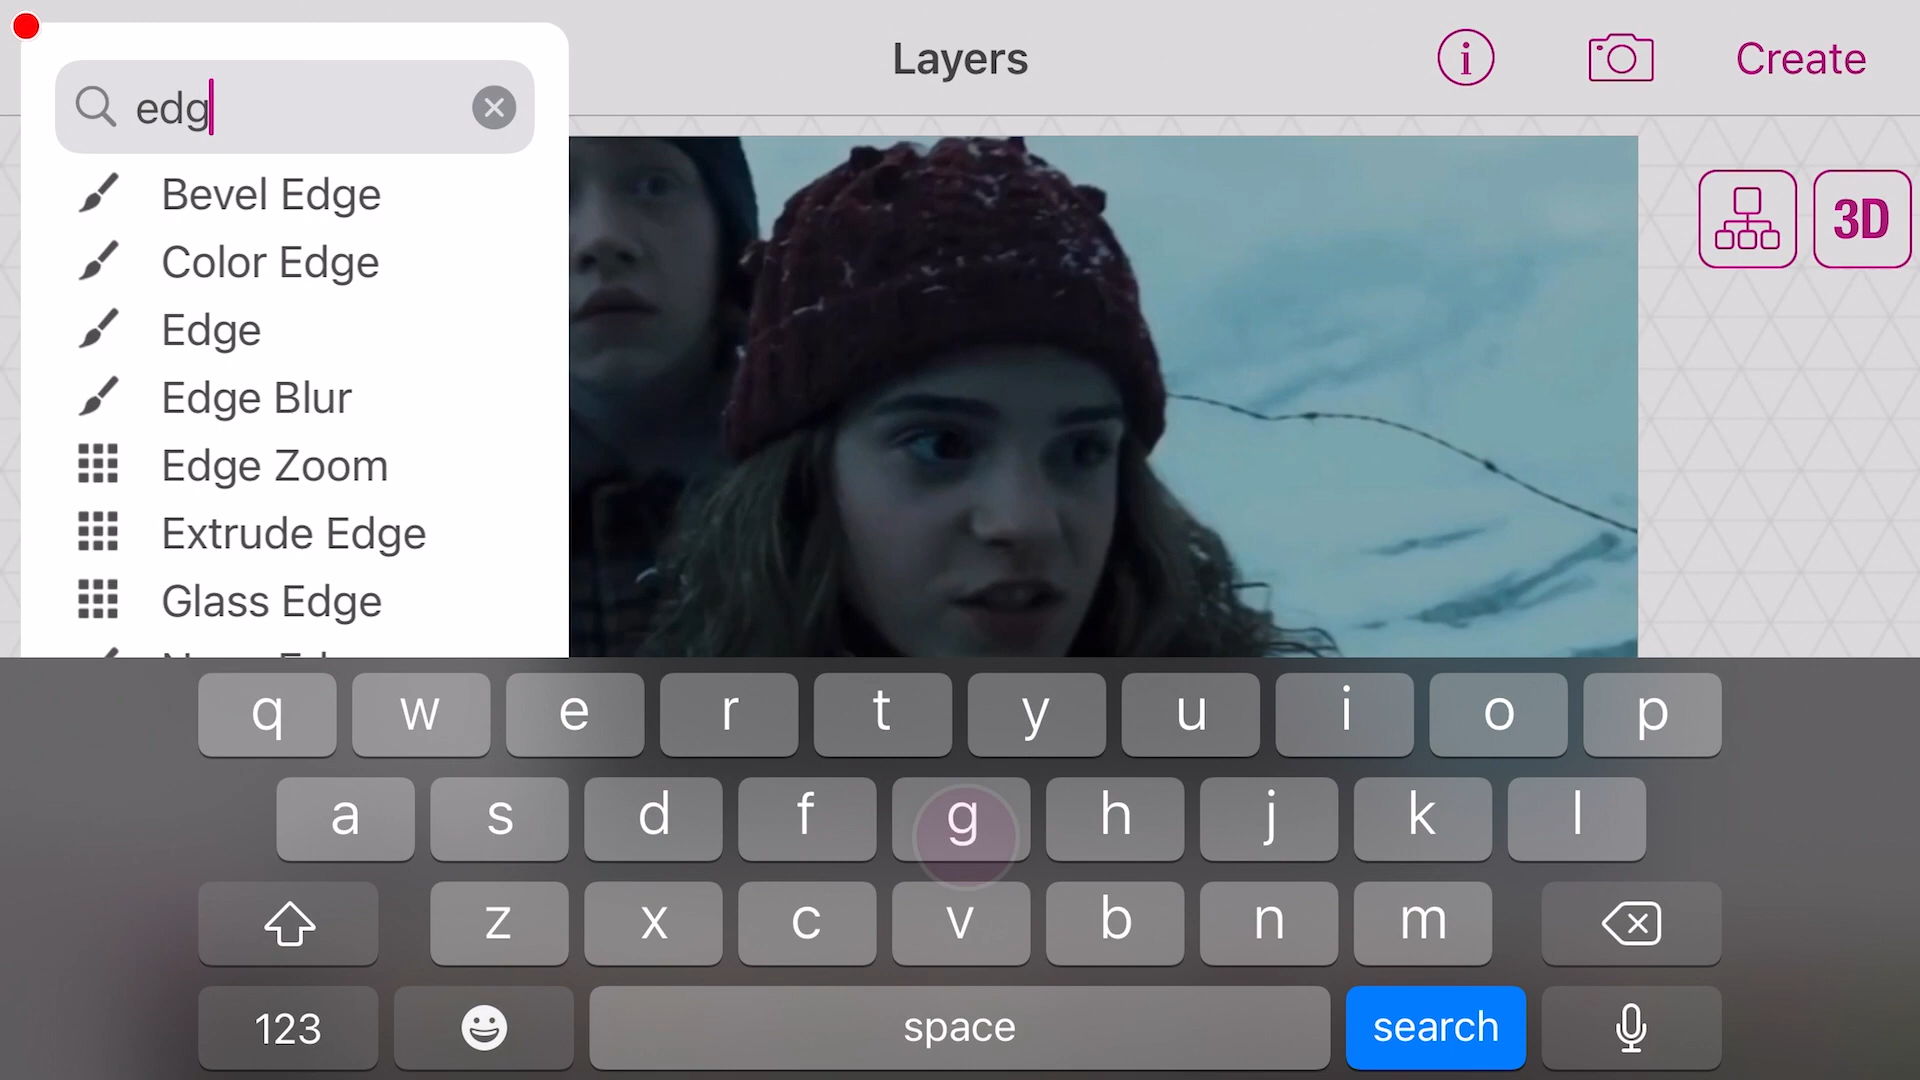 edg
Layers
Create
Bevel Edge
Color Edge
Edge
Edge Blur
Edge Zoom
Extrude Edge
Glass Edge
3D
q w e r t y u i o p
a s d f g h j k l
z x c v b n m
123 space search